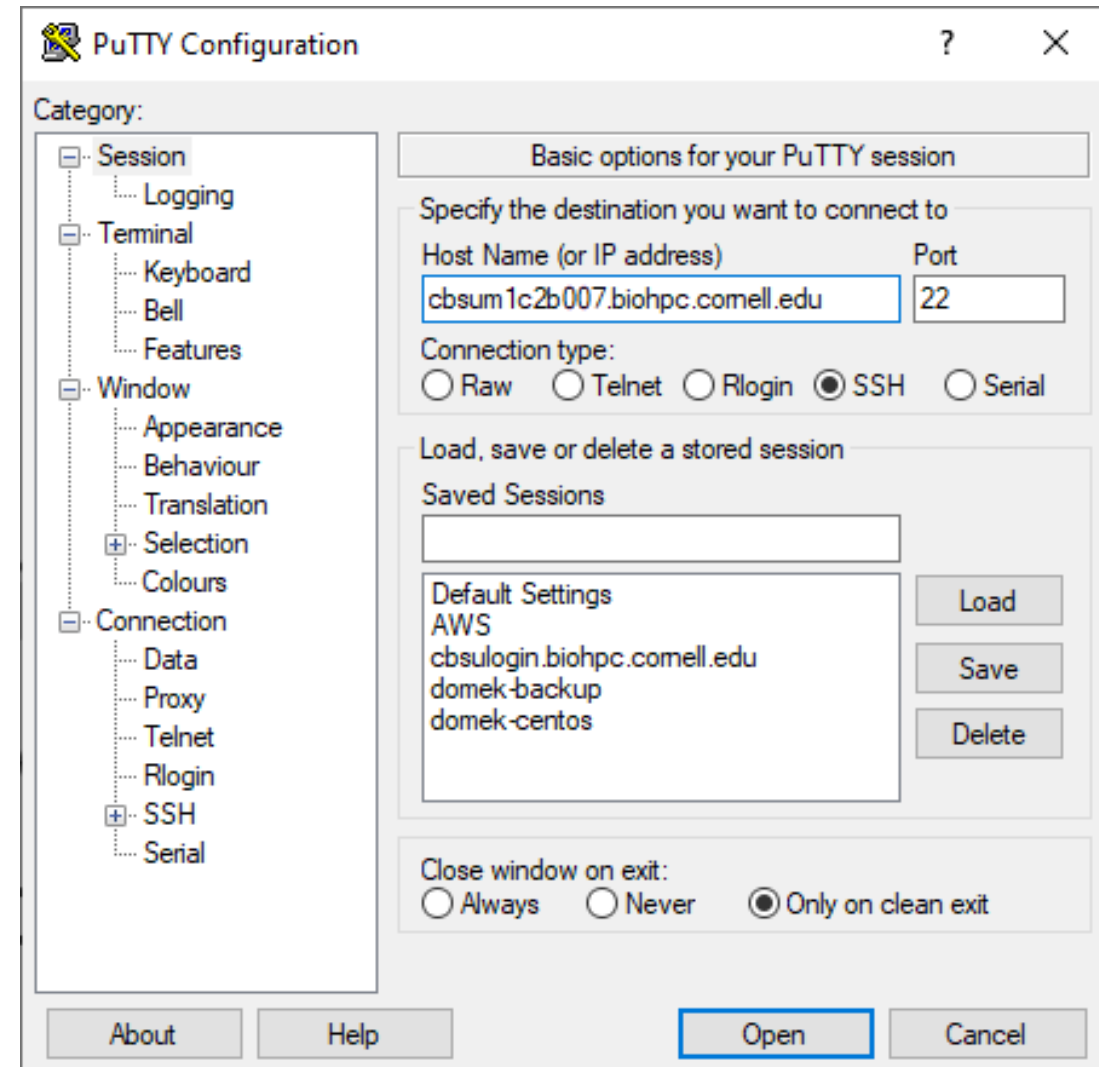 PuTTY Configuration ? ×
Category:
Session
Logging
Terminal
Keyboard
Bell
Features
Window
Appearance
Behaviour
Translation
Selection
Colours
Connection
Data
Proxy
Telnet
Rlogin
SSH
Serial
Basic options for your PuTTY session
Specify the destination you want to connect to
Host Name (or IP address) Port
cbsum1c2b007.biohpc.cornell.edu 22
Connection type:
Raw Telnet Rlogin SSH Serial
Load, save or delete a stored session
Saved Sessions
Default Settings
AWS
cbsulogin.biohpc.cornell.edu
domek-backup
domek-centos
Load
Save
Delete
Close window on exit:
Always Never Only on clean exit
About Help Open Cancel